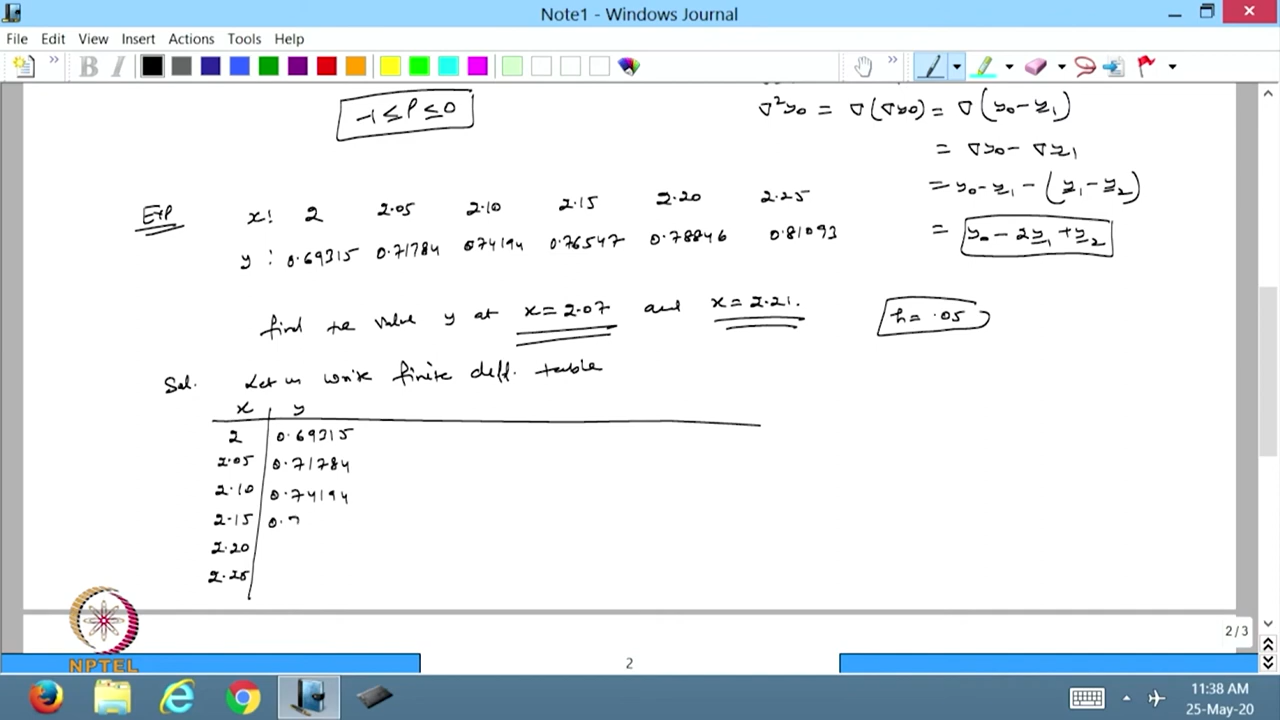 Note1 - Windows Journal
File Edit View Insert Actions Tools Help
-1 ≤ p ≤ 0
∇²y₀ = ∇(∇y₀) = ∇(y₀ - y₋₁)
= ∇y₀ - ∇y₋₁
= y₀ - y₋₁ - (y₋₁ - y₋₂)
= y₀ - 2y₋₁ + y₋₂
Exp x: 2 2.05 2.10 2.15 2.20 2.25
y : 0.69315 0.71784 0.74194 0.76547 0.78846 0.81093
find the value y at x = 2.07 and x = 2.21.
h = .05
Sol. Let us write finite diff. table
x y
2 0.69315
2.05 0.71784
2.10 0.74194
2.15 0.7
2.20
2.25
NPTEL
2/3
2
11:38 AM
25-May-20